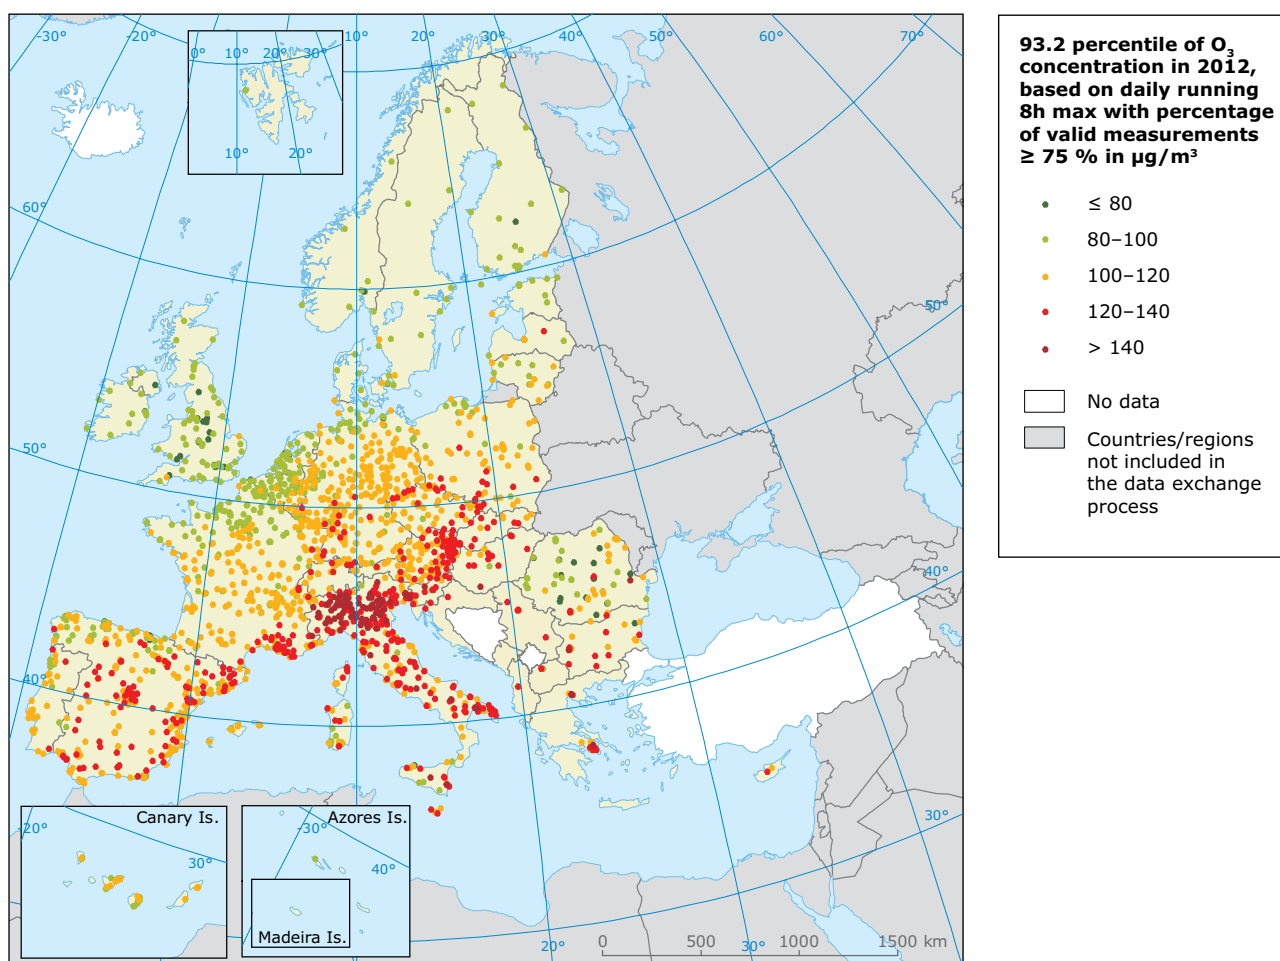 -30°
-20°
0°
10°
20°
30°
10°
20°
10°
20°
30°
40°
50°
60°
70°
60°
50°
40°
50°
40°
30°
20°
30°
Canary Is.
-20°
30°
Azores Is.
-30°
40°
Madeira Is.
0
500
1000
1500 km
93.2 percentile of O₃
concentration in 2012,
based on daily running
8h max with percentage
of valid measurements
≥ 75 % in µg/m³
≤ 80
80–100
100–120
120–140
> 140
No data
Countries/regions
not included in
the data exchange
process